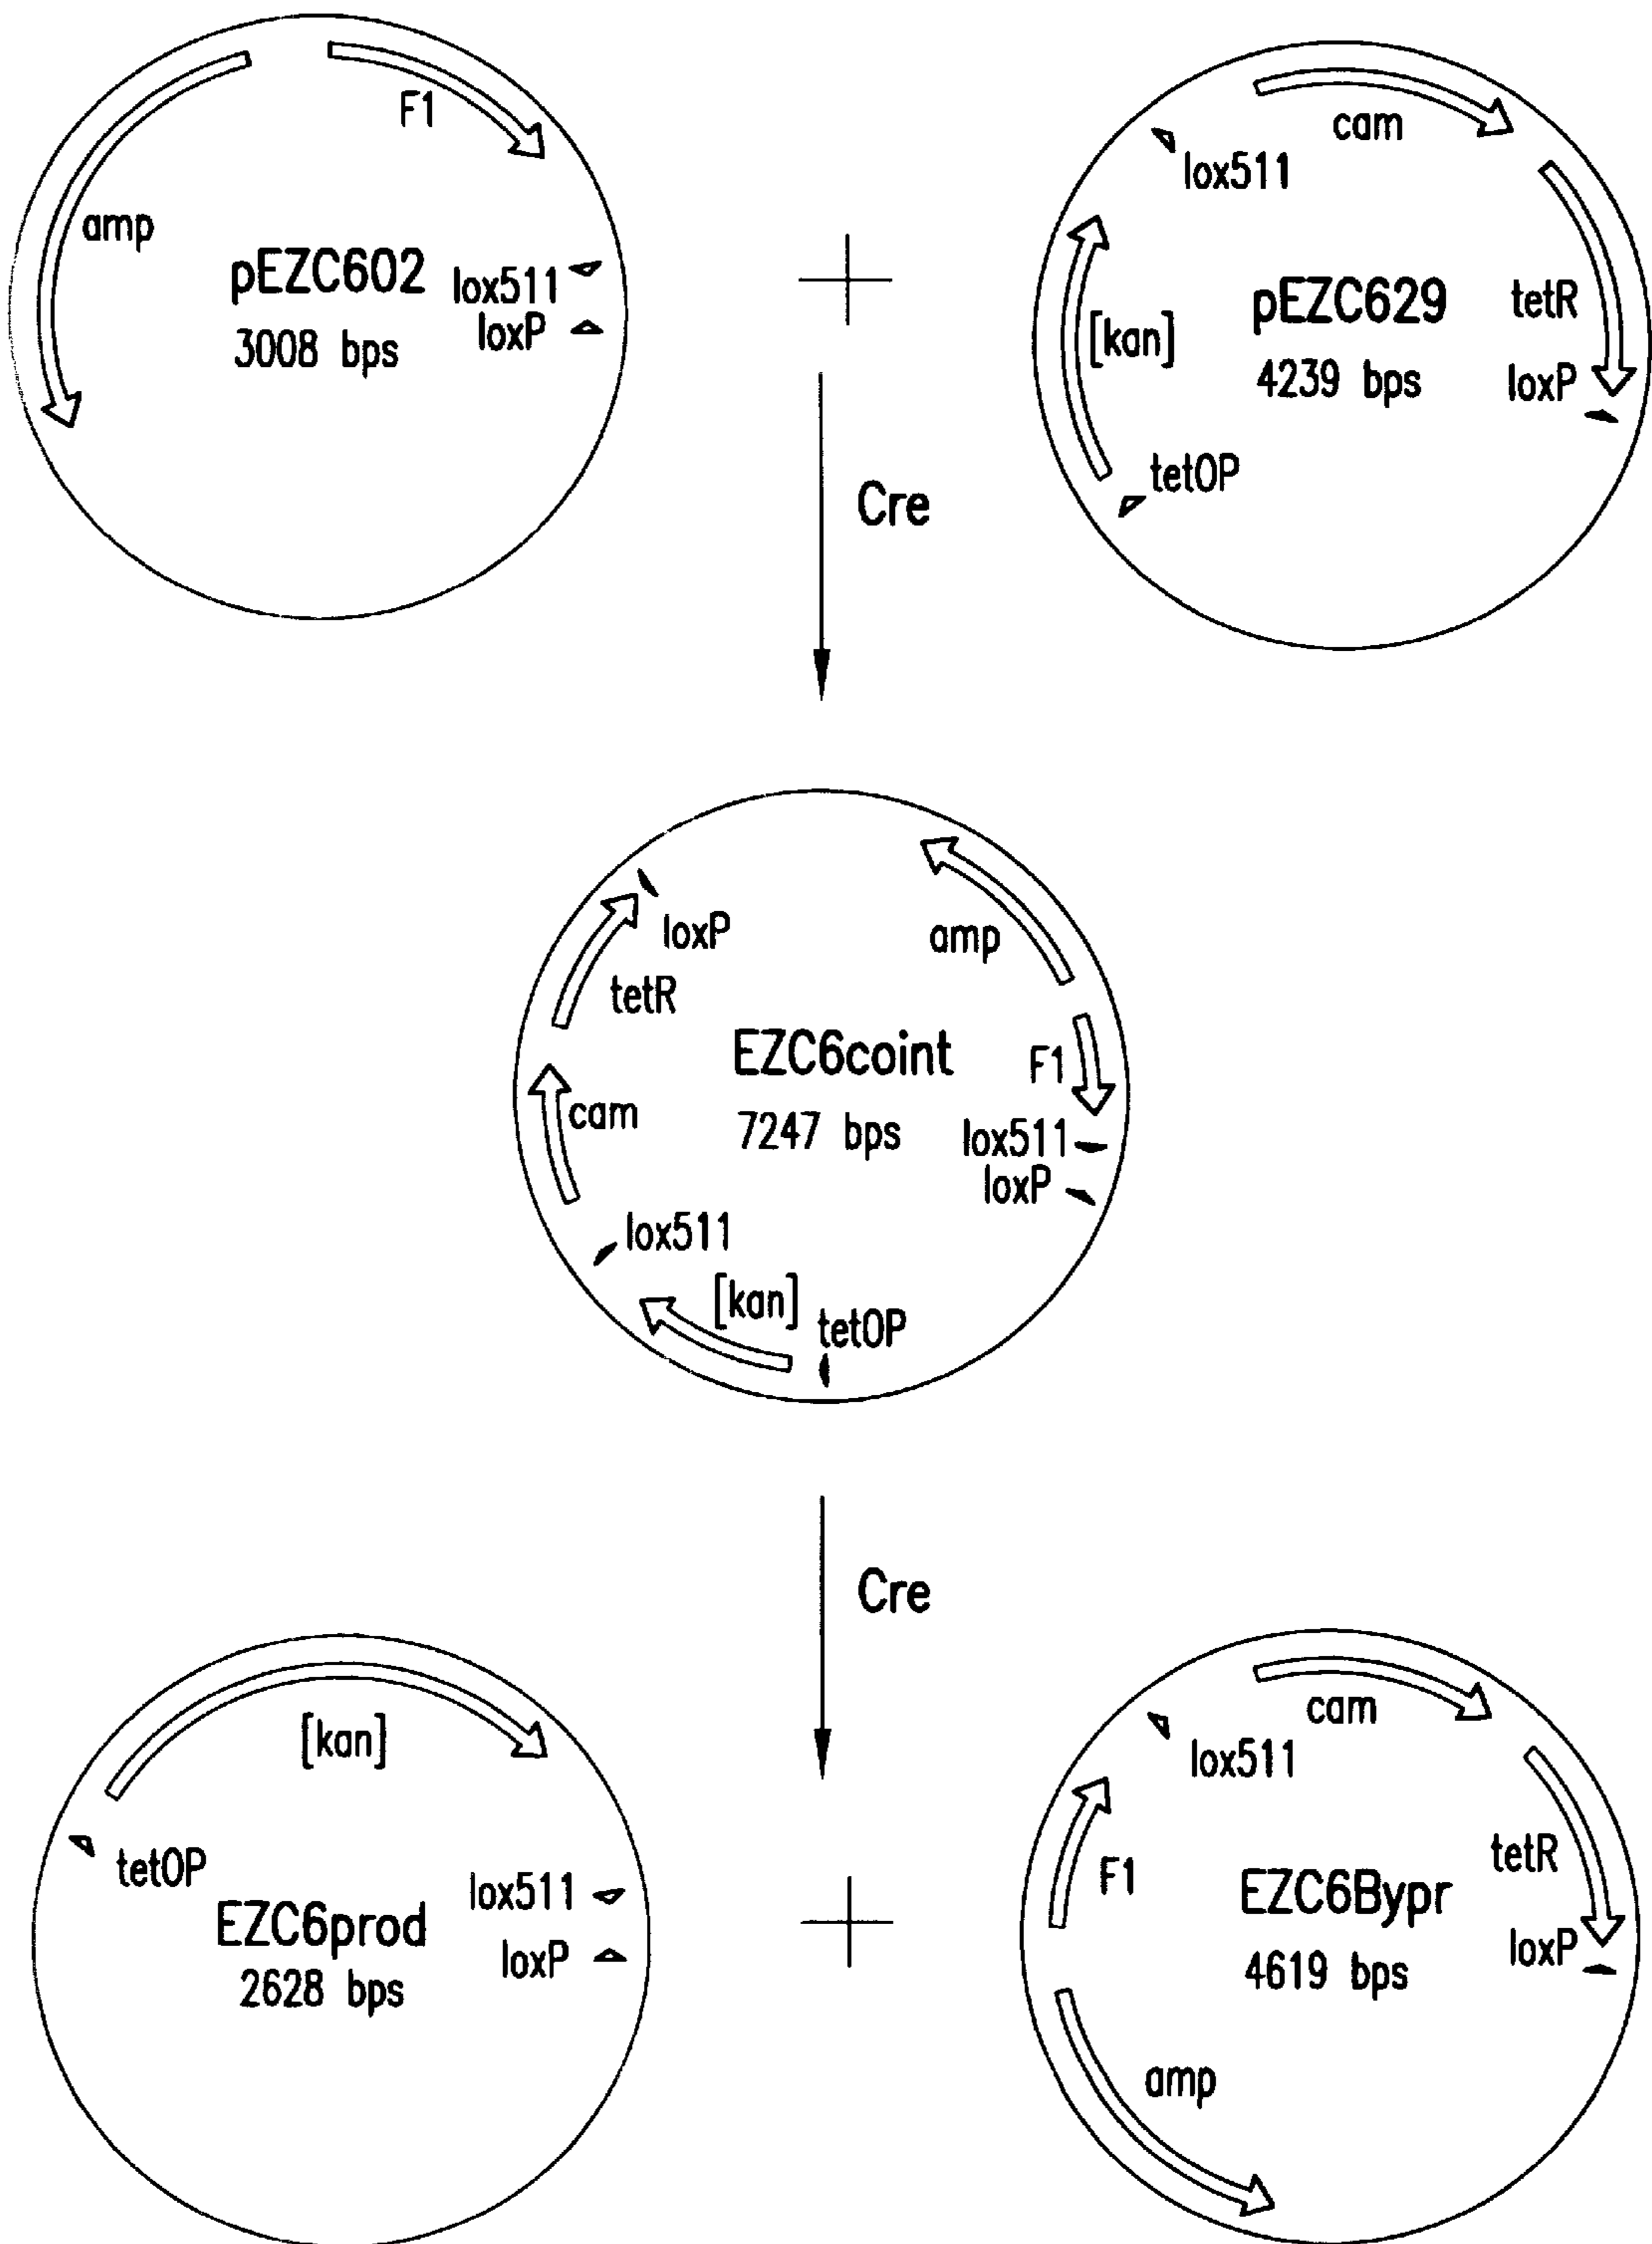 F1
amp
pEZC602
3008 bps
lox511
loxP
cam
lox511
[kan]
pEZC629
4239 bps
tetR
loxP
tetOP
Cre
loxP
amp
tetR
EZC6coint
7247 bps
F1
cam
lox511
loxP
lox511
[kan]
tetOP
Cre
[kan]
tetOP
EZC6prod
2628 bps
lox511
loxP
cam
lox511
F1
EZC6Bypr
4619 bps
tetR
loxP
amp